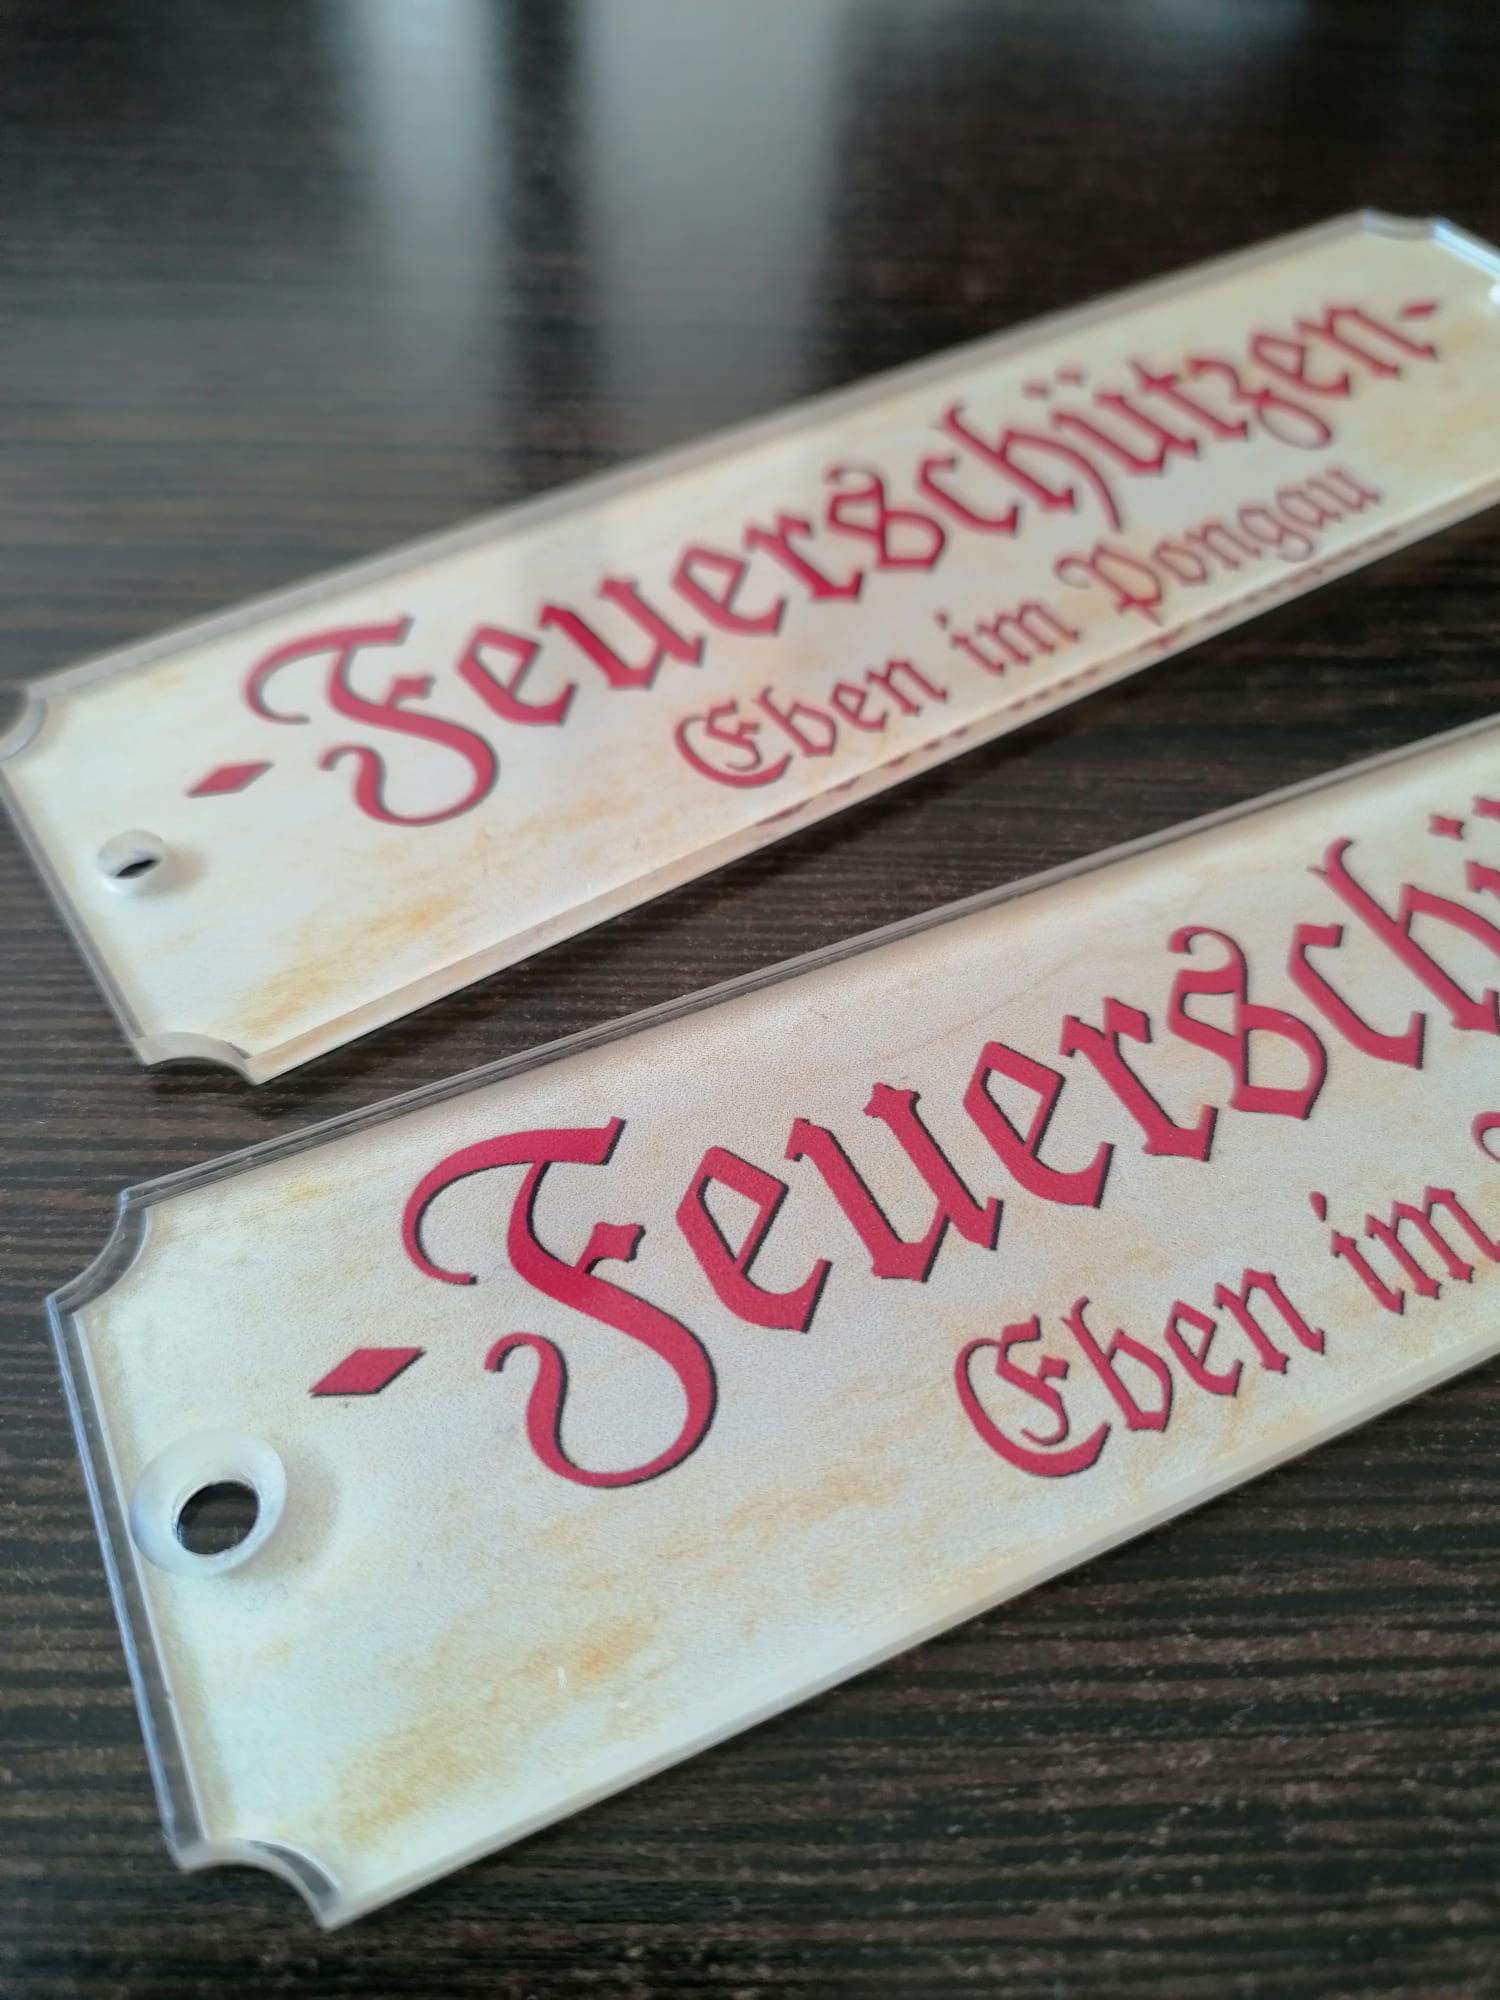 -Feuerschützen-
Eben im Pongau
-Feuerschü
Eben im